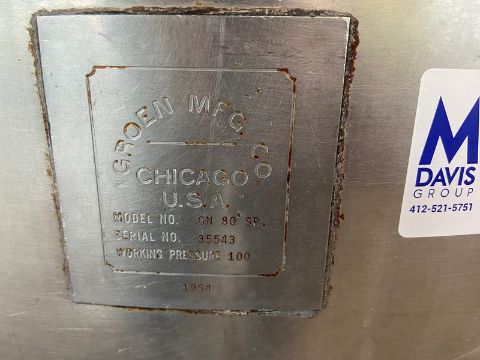 GROEN MFG. CO
CHICAGO
U.S.A.
MODEL NO. GN 80 SP.
SERIAL NO. 35543
WORKING PRESSURE 100
1954
M
DAVIS
GROUP
412-521-5751